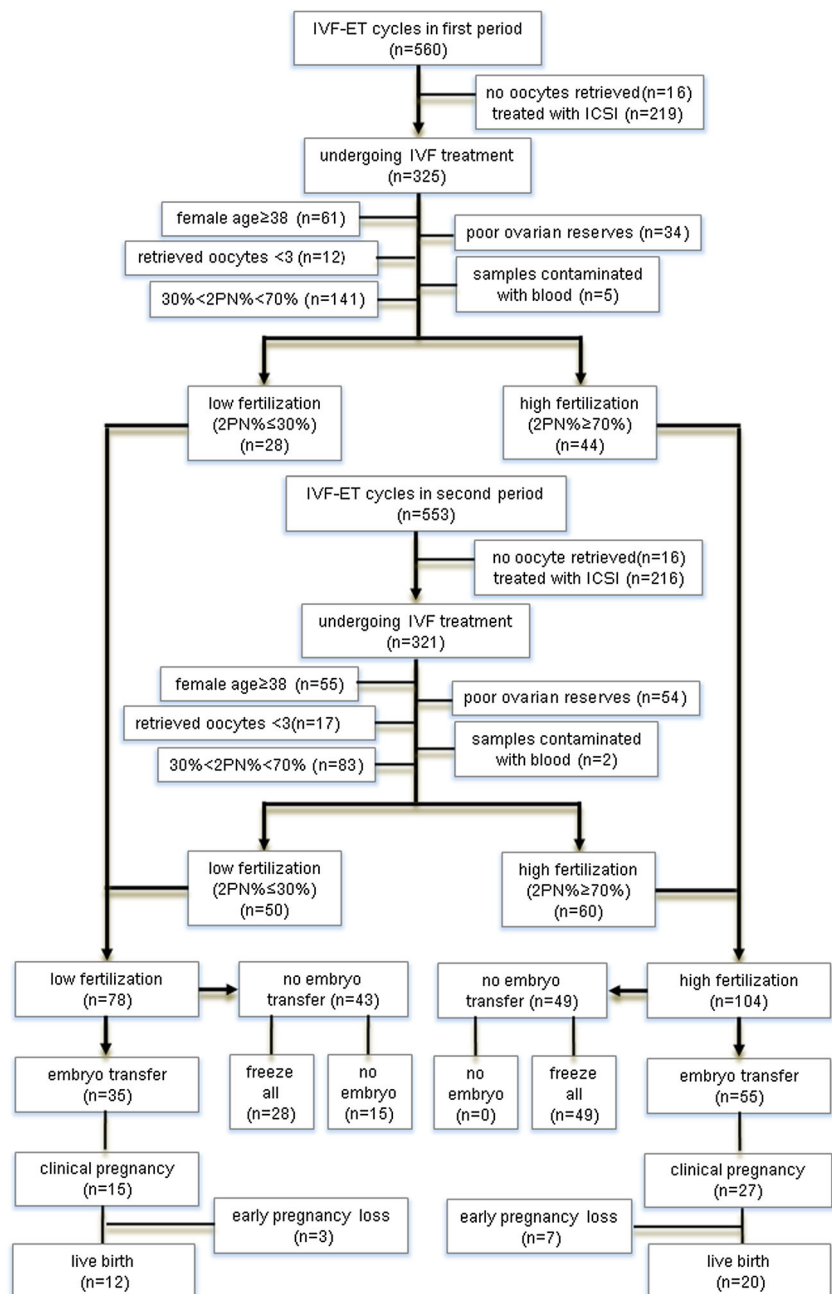 IVF-ET cycles in first period
(n=560)
no oocytes retrieved(n=16)
treated with ICSI (n=219)
undergoing IVF treatment
(n=325)
female age≥38 (n=61)
poor ovarian reserves (n=34)
retrieved oocytes <3 (n=12)
samples contaminated
with blood (n=5)
30%<2PN%<70% (n=141)
low fertilization
(2PN%≤30%)
(n=28)
high fertilization
(2PN%≥70%)
(n=44)
IVF-ET cycles in second period
(n=553)
no oocyte retrieved(n=16)
treated with ICSI (n=216)
undergoing IVF treatment
(n=321)
female age≥38 (n=55)
poor ovarian reserves (n=54)
retrieved oocytes <3(n=17)
samples contaminated
with blood (n=2)
30%<2PN%<70% (n=83)
low fertilization
(2PN%≤30%)
(n=50)
high fertilization
(2PN%≥70%)
(n=60)
low fertilization
(n=78)
no embryo
transfer (n=43)
no embryo
transfer (n=49)
high fertilization
(n=104)
embryo transfer
(n=35)
freeze
all
(n=28)
no
embryo
(n=15)
no
embryo
(n=0)
freeze
all
(n=49)
embryo transfer
(n=55)
clinical pregnancy
(n=15)
clinical pregnancy
(n=27)
early pregnancy loss
(n=3)
early pregnancy loss
(n=7)
live birth
(n=12)
live birth
(n=20)